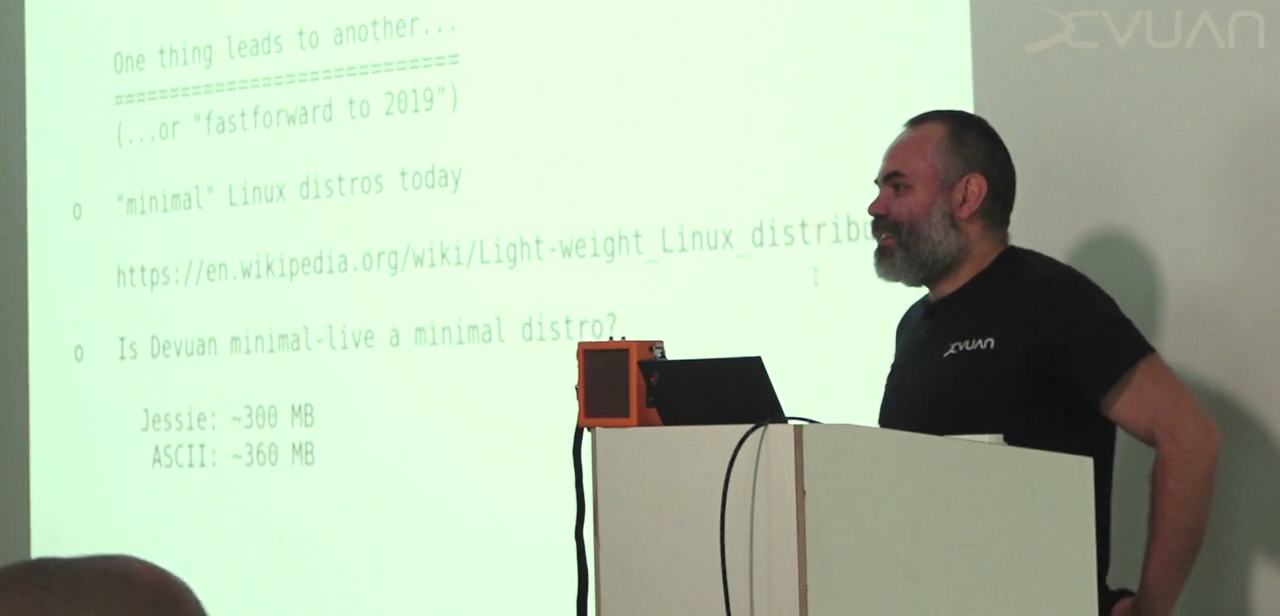 One thing leads to another...
=============================
(...or "fastforward to 2019")
o "minimal" Linux distros today
https://en.wikipedia.org/wiki/Light-weight_Linux_distribu
o Is Devuan minimal-live a minimal distro?
Jessie: ~300 MB
ASCII: ~360 MB
DEVUAN
DEVUAN